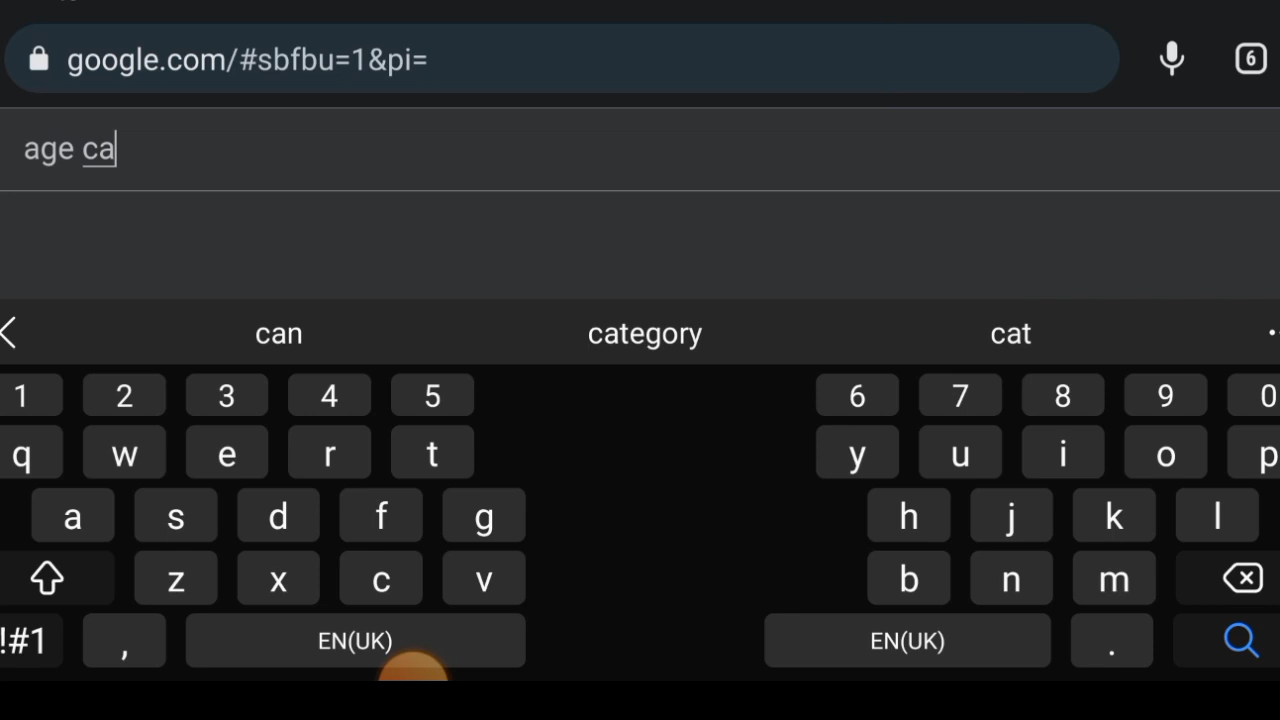 google.com/#sbfbu=1&pi=
6
age ca
can category cat
1 2 3 4 5 6 7 8 9 0
q w e r t y u i o p
a s d f g h j k l
z x c v b n m
!#1 , EN(UK) EN(UK) .